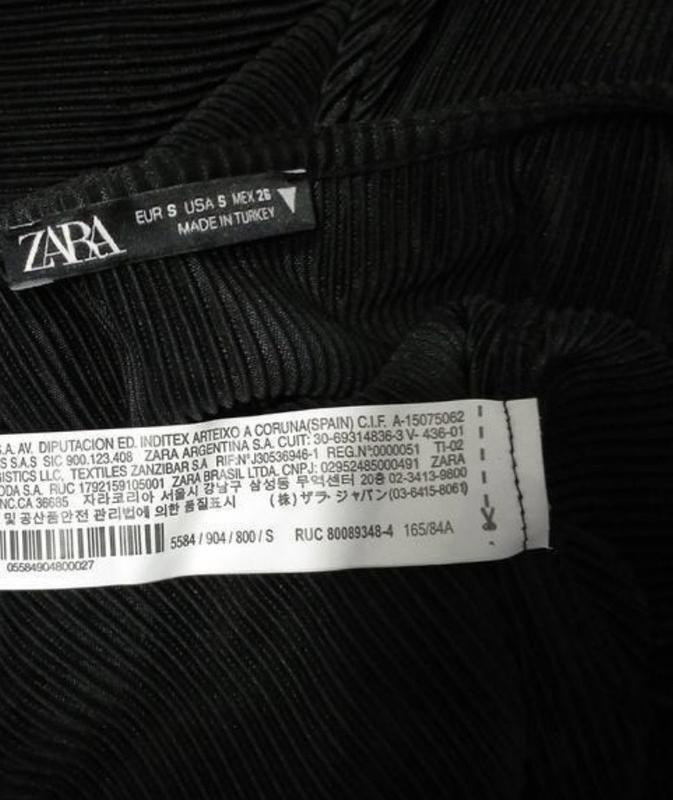 ZARA
EUR S USA S MEX 26
MADE IN TURKEY
S.A. AV. DIPUTACION ED. INDITEX ARTEIXO A CORUNA(SPAIN) C.I.F. A-15075062
S S.A.S SIC 900.123.408 ZARA ARGENTINA S.A. CUIT: 30-69314836-3 V- 436-01
GISTICS LLC, TEXTILES ZANZIBAR S.A RIF:N°J30536946-1 REG.N°:0000051 TI-02
ODA S.A. RUC 1792159105001 ZARA BRASIL LTDA. CNPJ: 02952485000491 ZARA
INC.CA 36685 자라코리아 서울시 강남구 삼성동 무역센터 20층 02-3413-9800
및 공산품안전 관리법에 의한 품질표시 (株) ザラ・ジャパン(03-6415-8061)
5584 / 904 / 800 / S RUC 80089348-4 165/84A
05584904800027